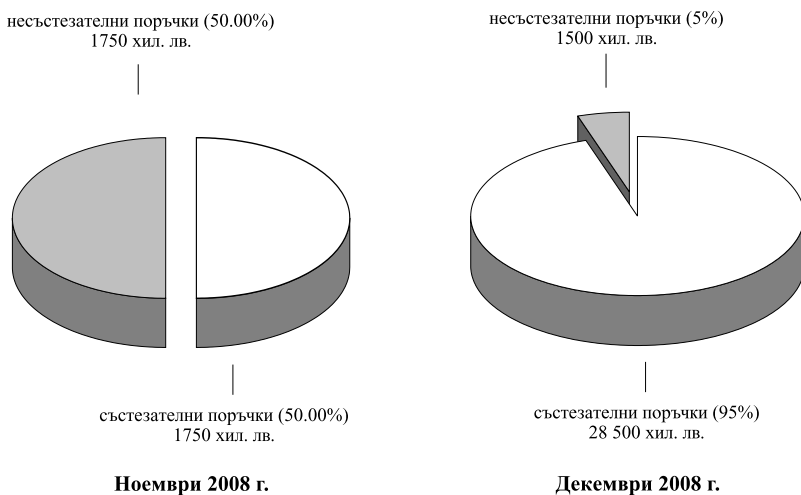 несъстезателни поръчки (50.00%)
1750 хил. лв.
състезателни поръчки (50.00%)
1750 хил. лв.
Ноември 2008 г.
несъстезателни поръчки (5%)
1500 хил. лв.
състезателни поръчки (95%)
28 500 хил. лв.
Декември 2008 г.